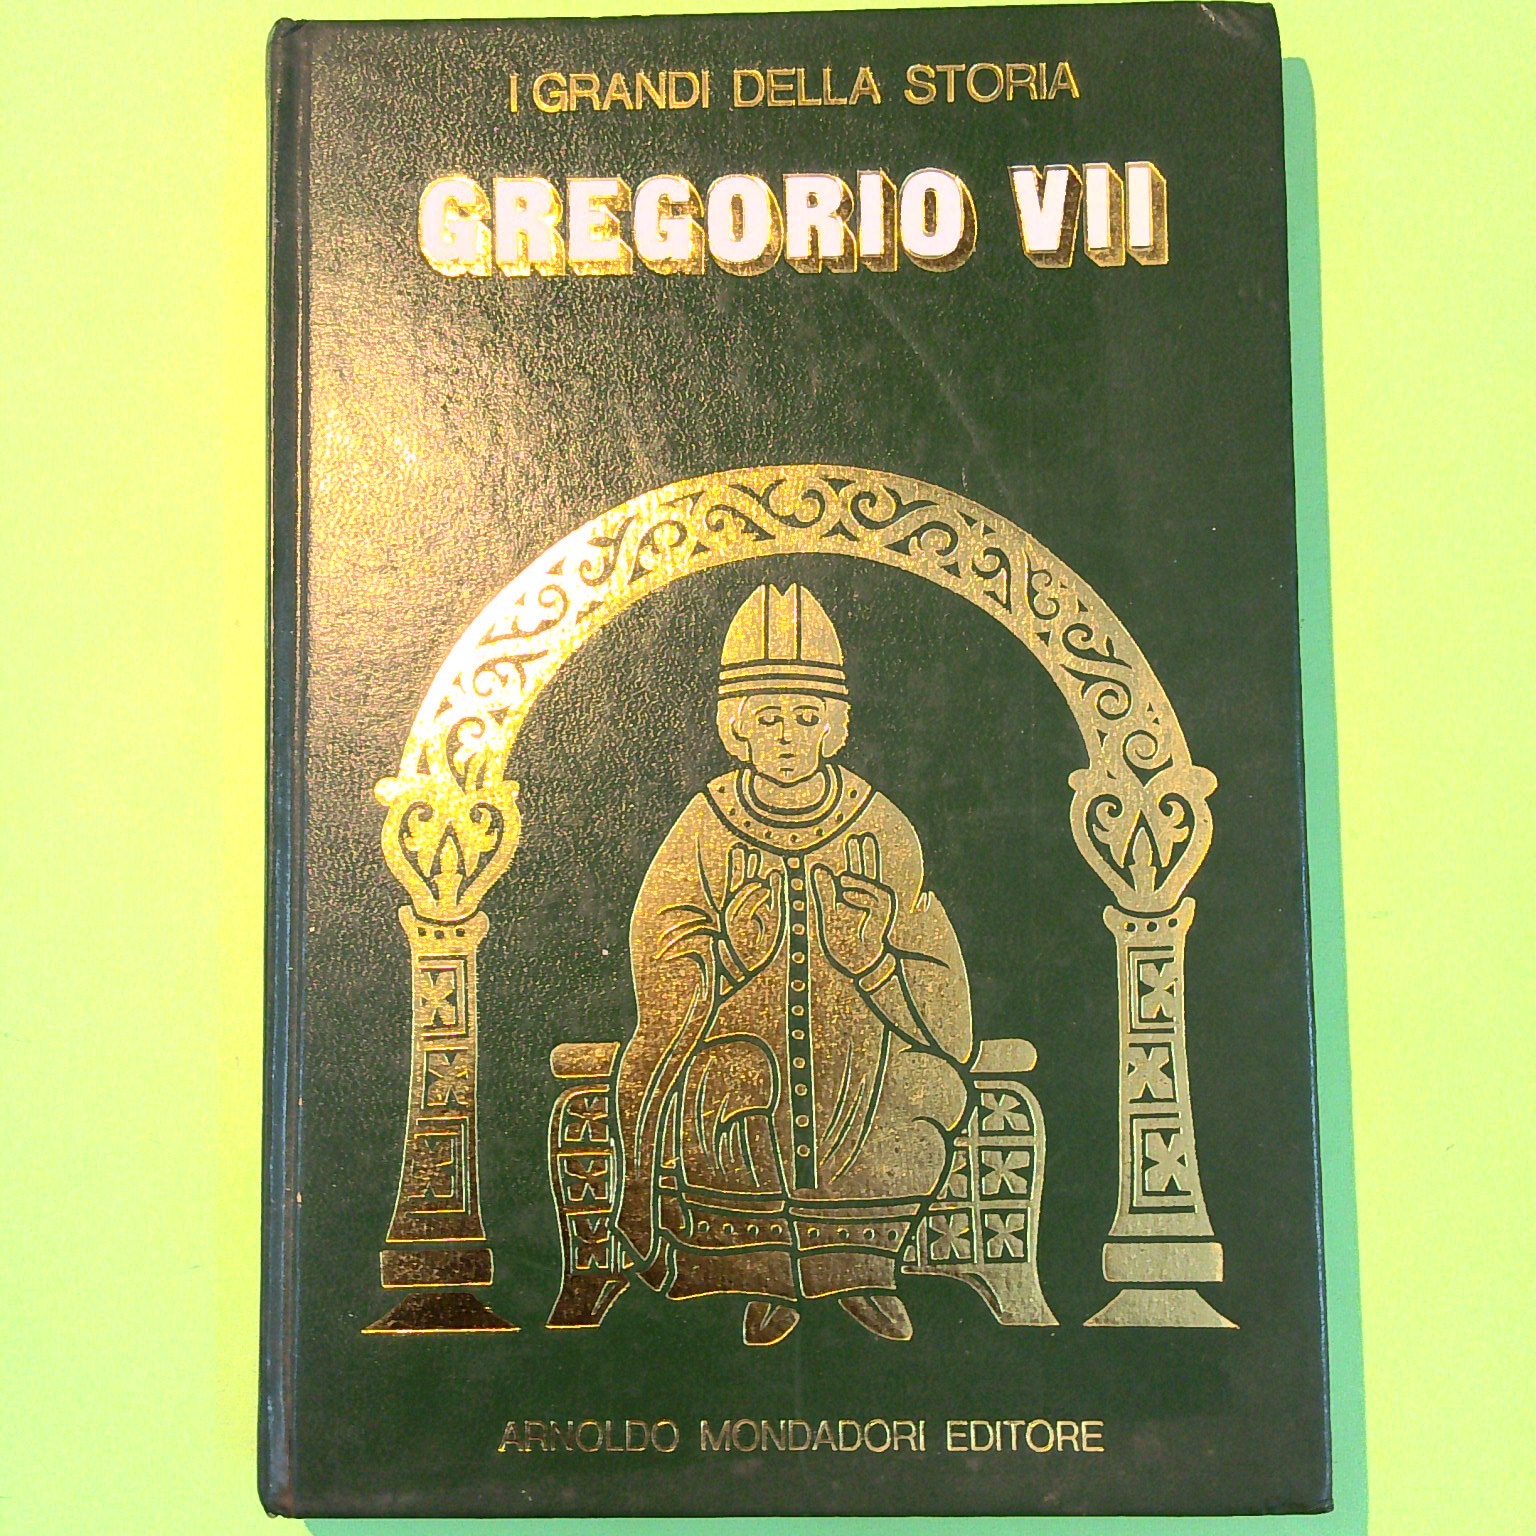 I GRANDI DELLA STORIA
GREGORIO VII
ARNOLDO MONDADORI EDITORE